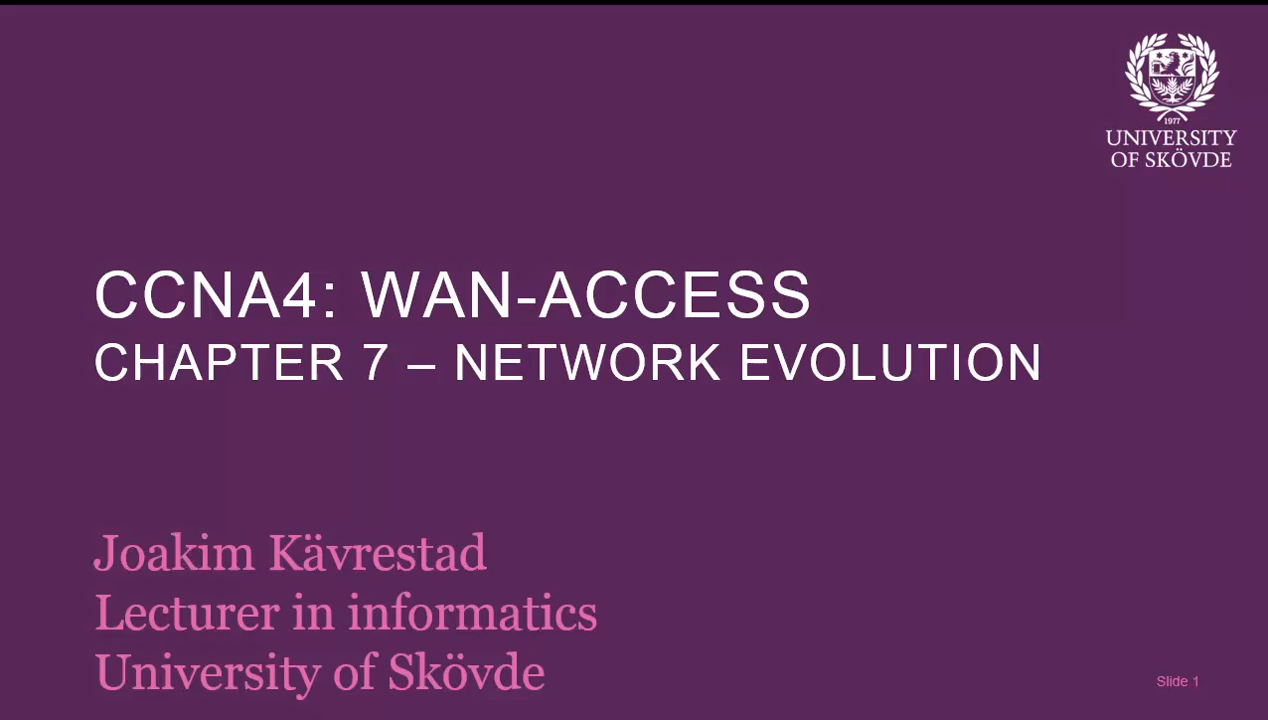 1977
UNIVERSITY
OF SKÖVDE
CCNA4: WAN-ACCESS
CHAPTER 7 – NETWORK EVOLUTION
Joakim Kävrestad
Lecturer in informatics
University of Skövde
Slide 1